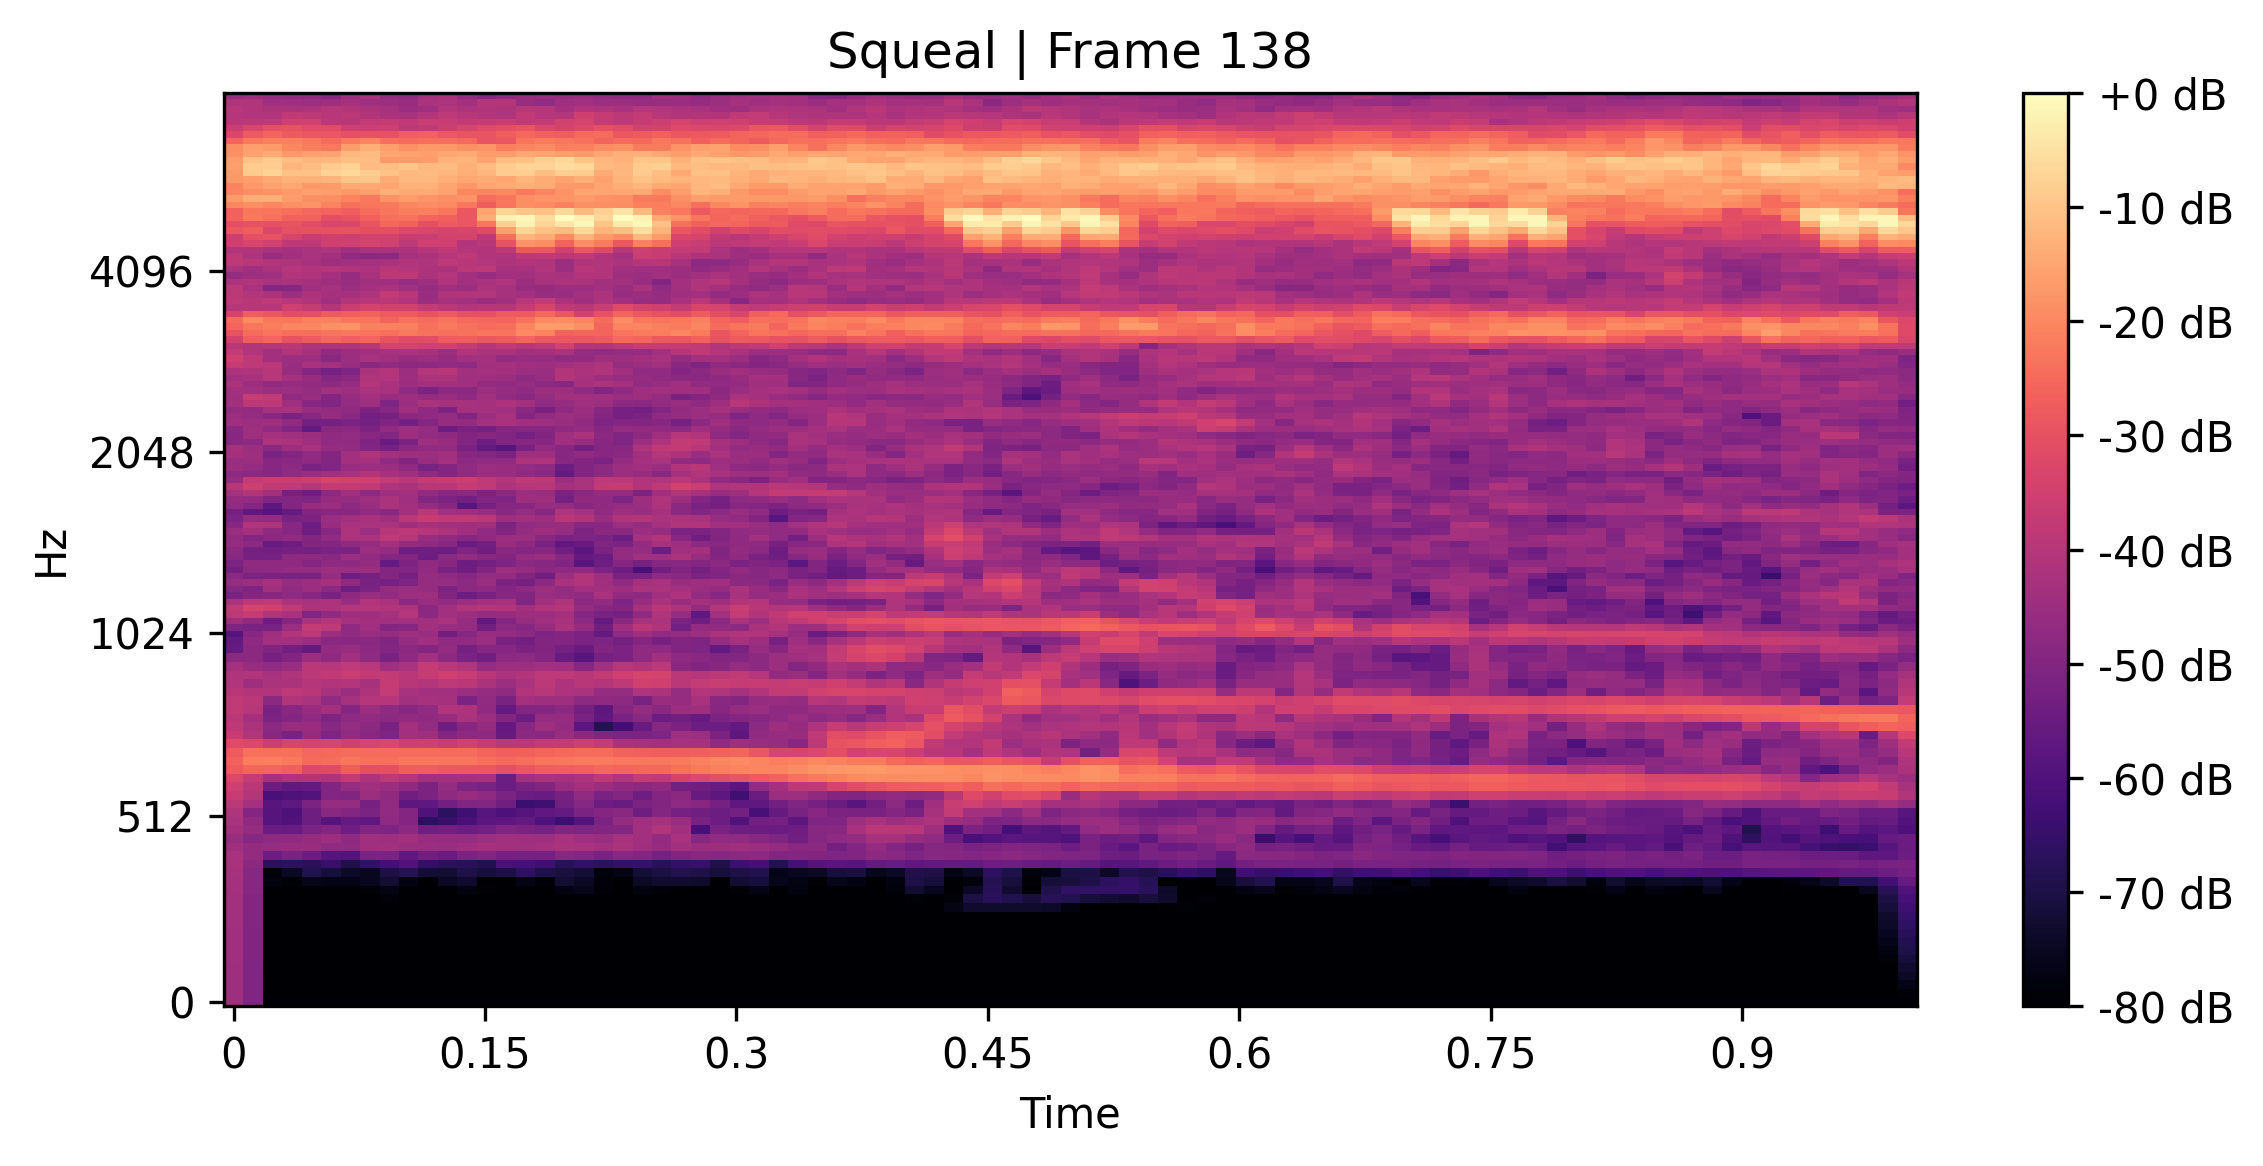 Squeal | Frame 138
+0 dB
-10 dB
-20 dB
-30 dB
-40 dB
-50 dB
-60 dB
-70 dB
-80 dB
Hz
4096
2048
1024
512
0
0 0.15 0.3 0.45 0.6 0.75 0.9
Time